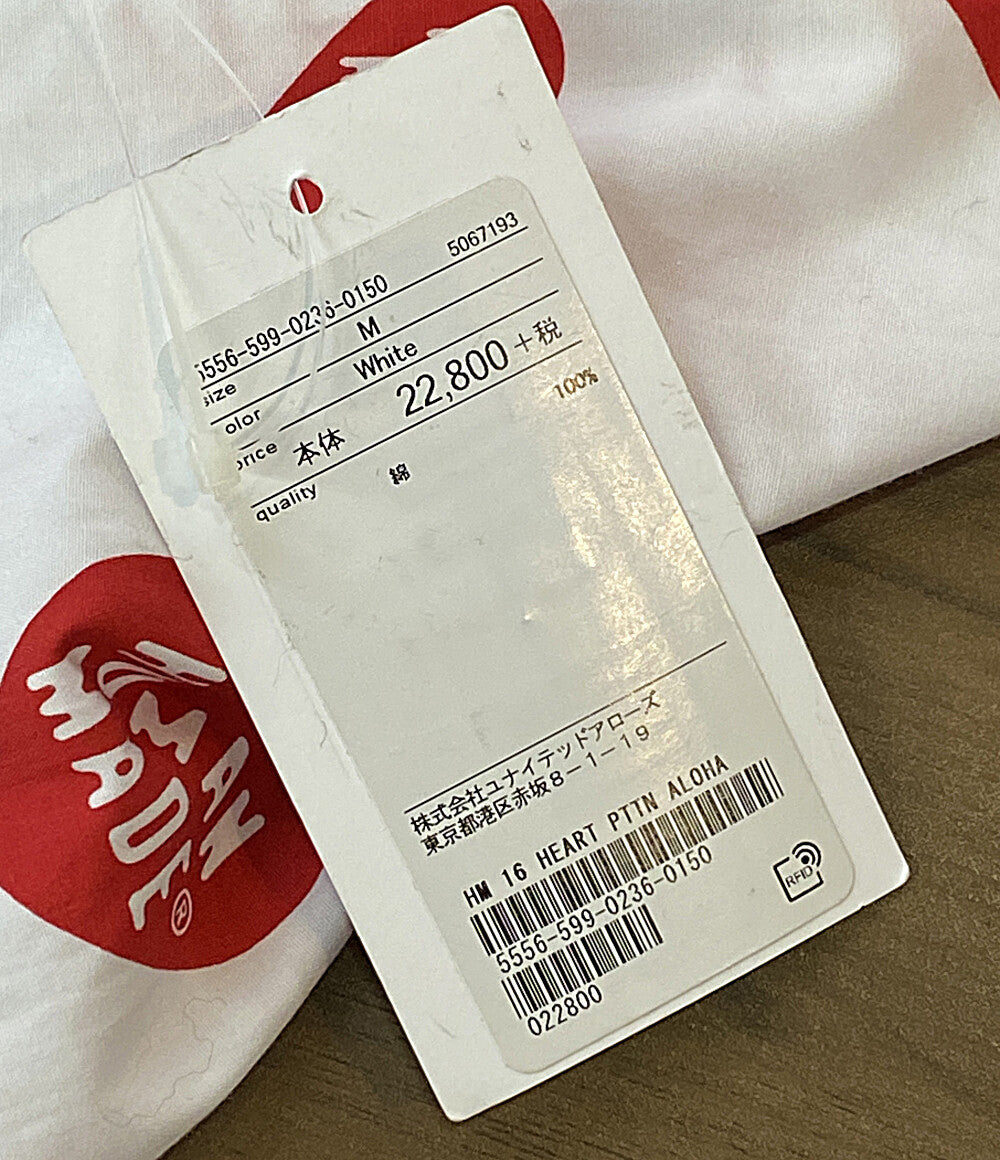 5067193
5556-599-0236-0150
size M
color White
price 本体 22,800 +税
quality 綿 100%
株式会社ユナイテッドアローズ
東京都港区赤坂8-1-19
HM 16 HEART PTTN ALOHA
5556-599-0236-0150
022800
RFID
HUMAN
MADE®